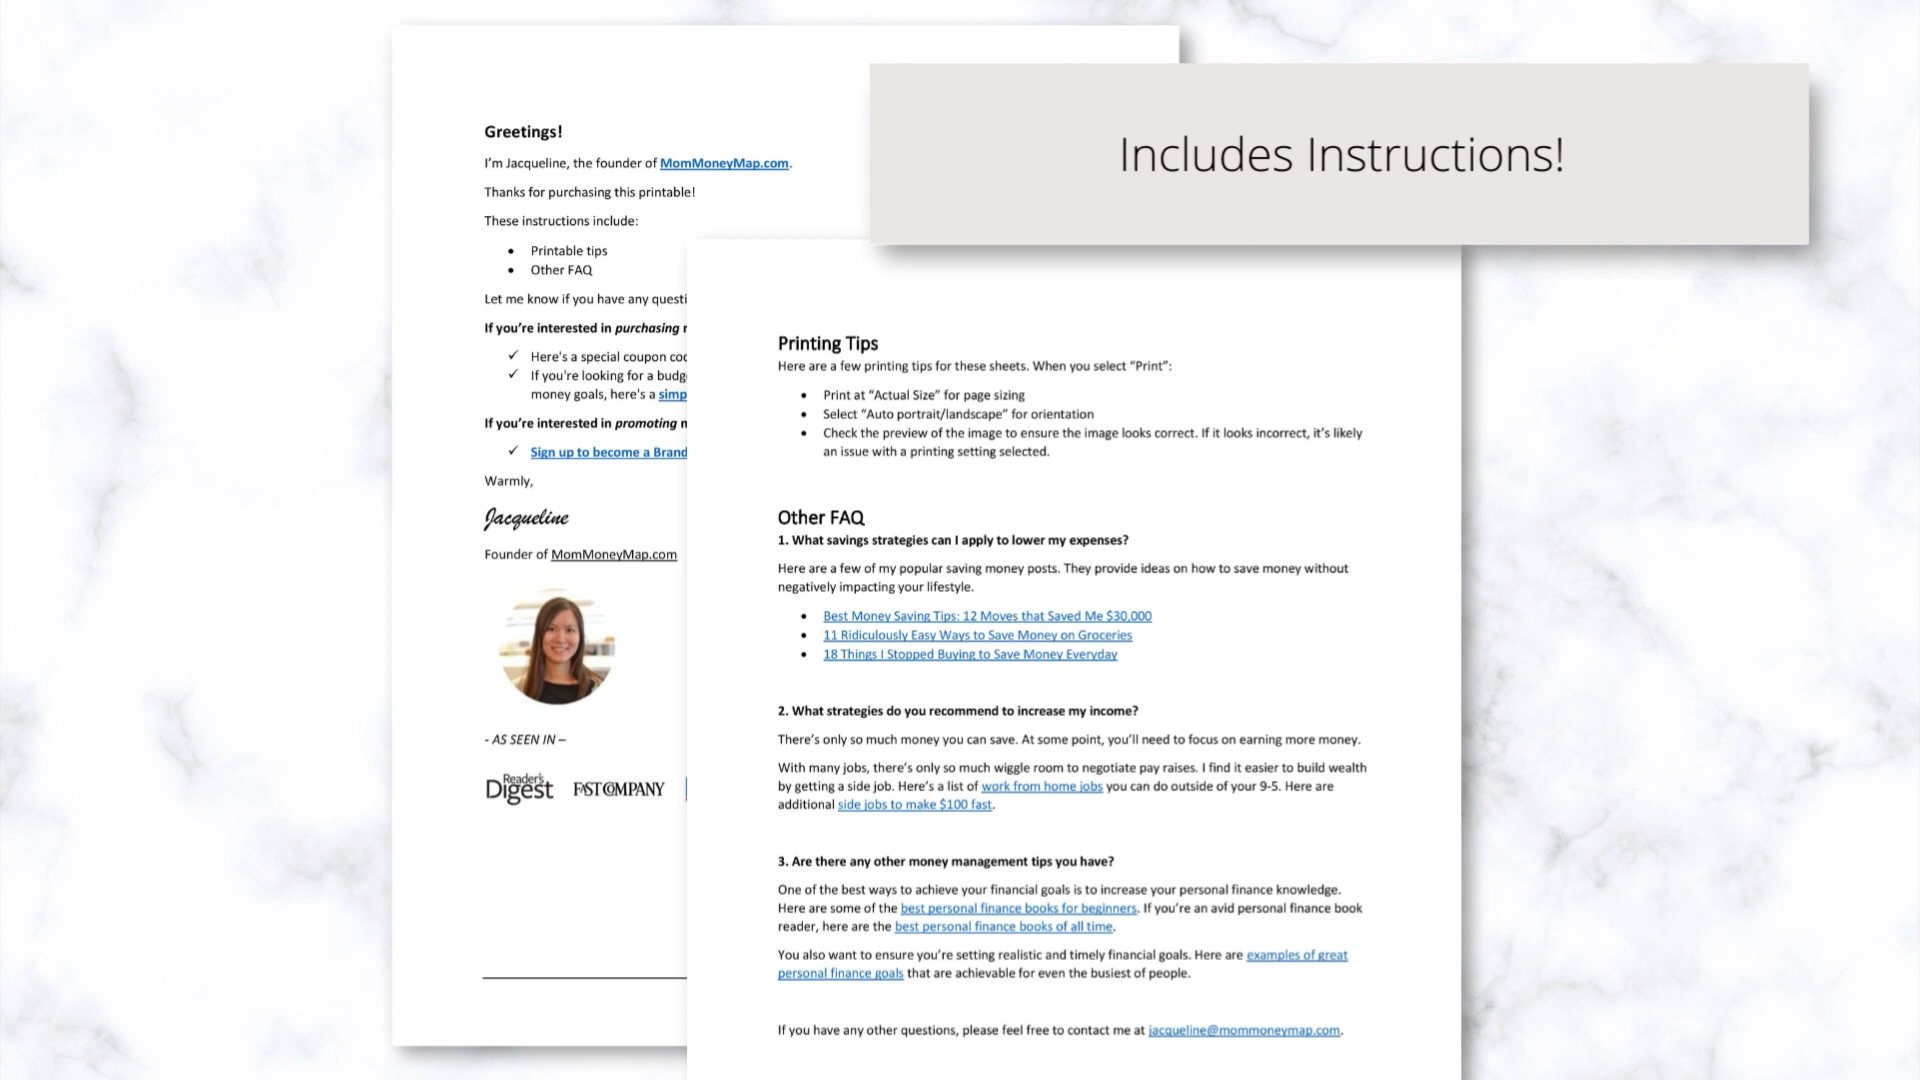 Includes Instructions!
Greetings!
I'm Jacqueline, the founder of MomMoneyMap.com.
Thanks for purchasing this printable!
These instructions include:
• Printable tips
• Other FAQ
Let me know if you have any questi
If you're interested in purchasing
✓ Here's a special coupon
✓ If you're looking for a budg
money goals, here's a simp
If you're interested in promoting
✓ Sign up to become a Brand
Warmly,
Jacqueline
Founder of MomMoneyMap.com
- AS SEEN IN –
Reader's
Digest
FAST COMPANY
Printing Tips
Here are a few printing tips for these sheets. When you select “Print”:
• Print at “Actual Size” for page sizing
• Select “Auto portrait/landscape” for orientation
• Check the preview of the image to ensure the image looks correct. If it looks incorrect, it's likely
an issue with a printing setting selected.
Other FAQ
1. What savings strategies can I apply to lower my expenses?
Here are a few of my popular saving money posts. They provide ideas on how to save money without
negatively impacting your lifestyle.
• Best Money Saving Tips: 12 Moves that Saved Me $30,000
• 11 Ridiculously Easy Ways to Save Money on Groceries
• 18 Things I Stopped Buying to Save Money Everyday
2. What strategies do you recommend to increase my income?
There's only so much money you can save. At some point, you'll need to focus on earning more money.
With many jobs, there's only so much wiggle room to negotiate pay raises. I find it easier to build wealth
by getting a side job. Here's a list of work from home jobs you can do outside of your 9-5. Here are
additional side jobs to make $100 fast.
3. Are there any other money management tips you have?
One of the best ways to achieve your financial goals is to increase your personal finance knowledge.
Here are some of the best personal finance books for beginners. If you're an avid personal finance book
reader, here are the best personal finance books of all time.
You also want to ensure you're setting realistic and timely financial goals. Here are examples of great
personal finance goals that are achievable for even the busiest of people.
If you have any other questions, please feel free to contact me at jacqueline@mommoneymap.com.